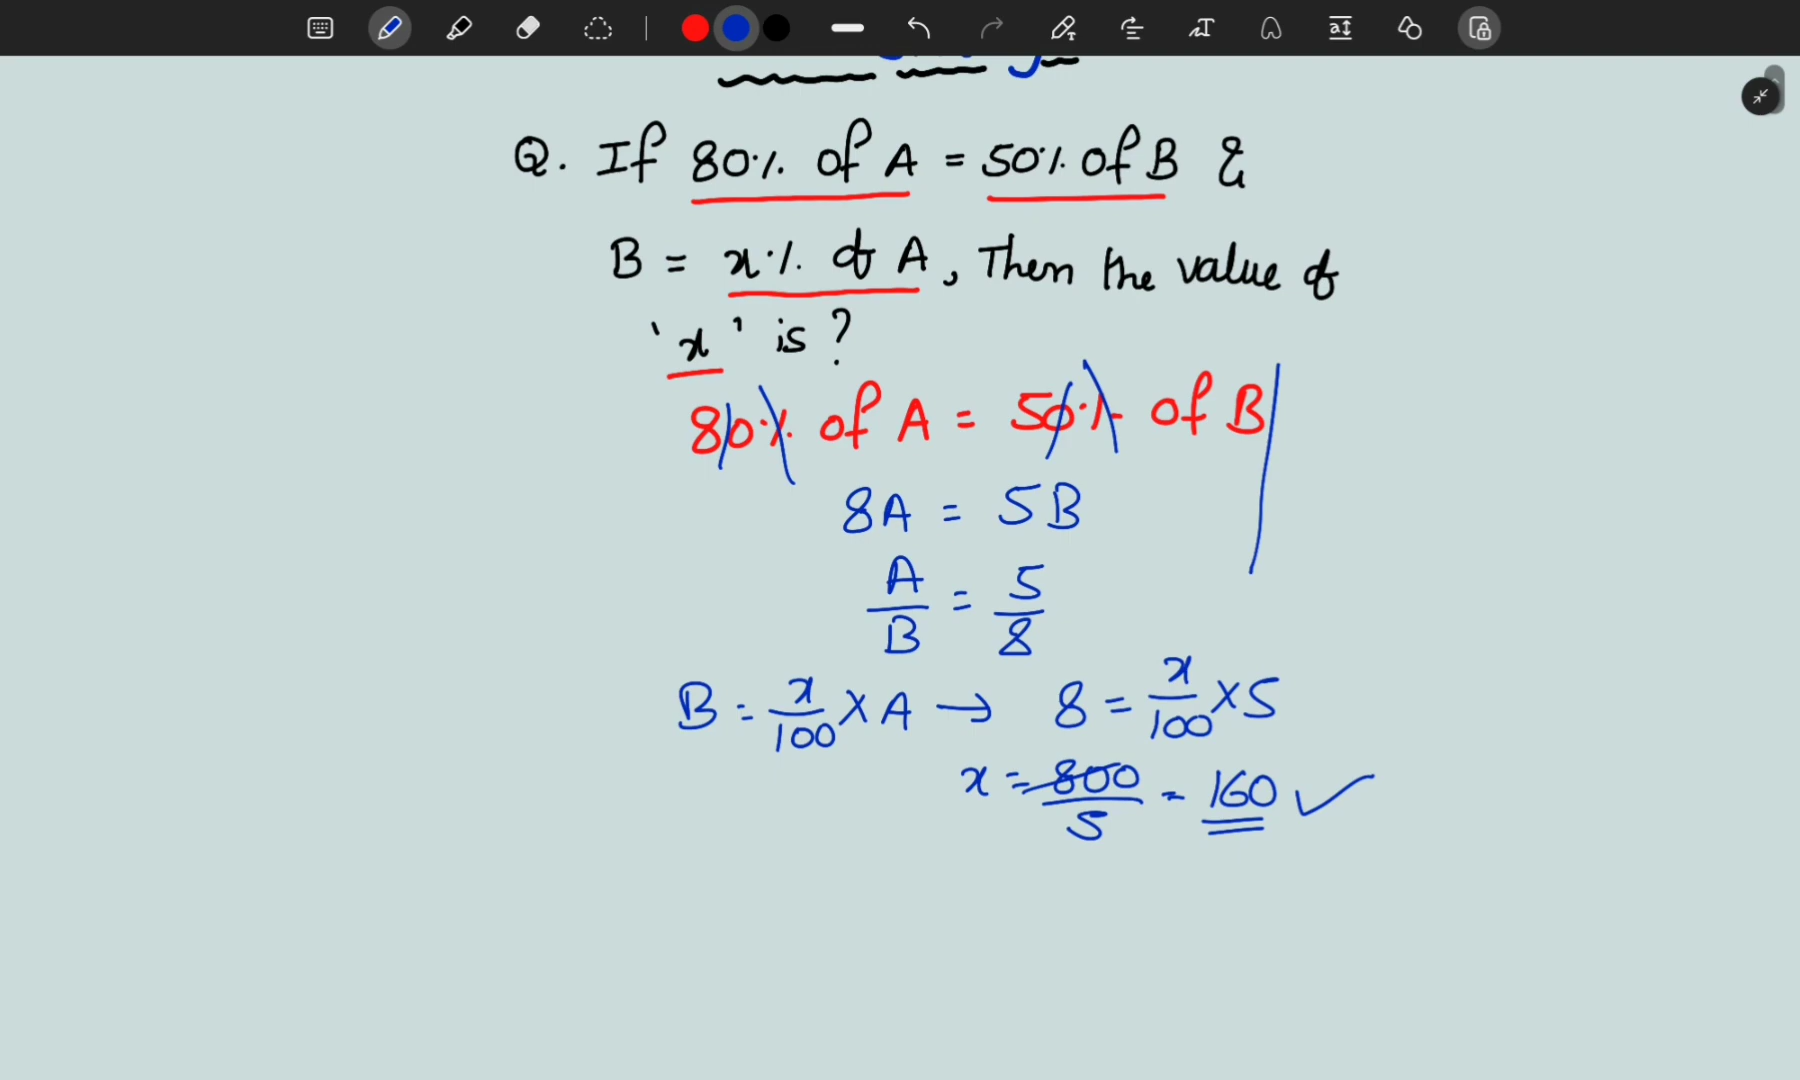 Q. If 80% of A = 50% of B &
B = x% of A, Then the value of
'x' is ?
80% of A = 50% of B
8A = 5B
A/B = 5/8
B = x/100 × A → 8 = x/100 × 5
x = 800/5 = 160 ✓